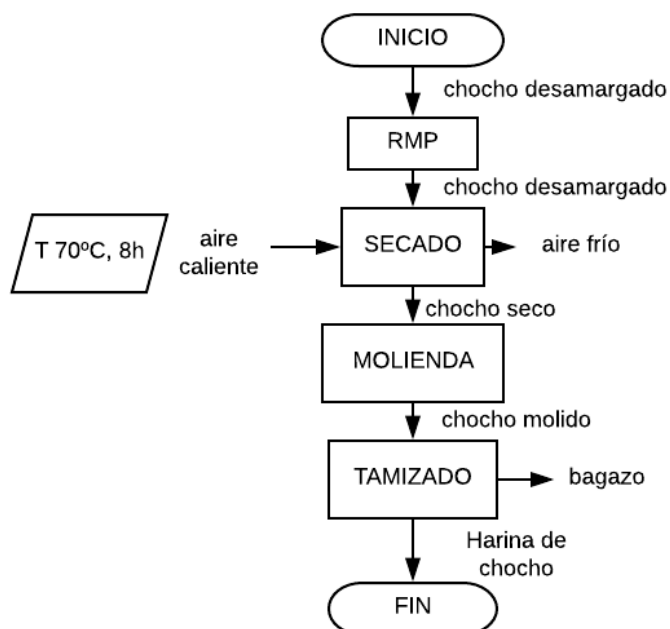 INICIO
chocho desamargado
RMP
chocho desamargado
T 70ºC, 8h
aire
caliente
SECADO
aire frío
chocho seco
MOLIENDA
chocho molido
TAMIZADO
bagazo
Harina de
chocho
FIN